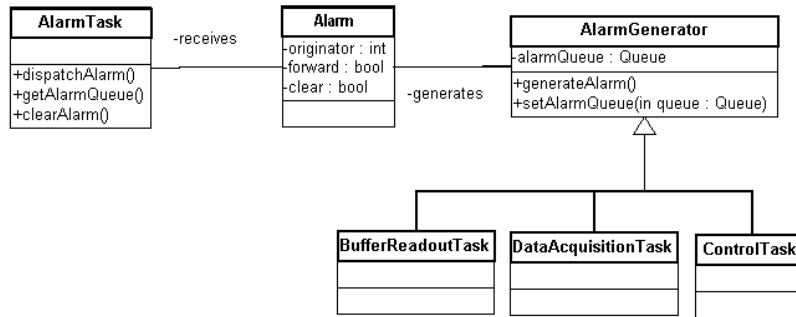 AlarmTask
+dispatchAlarm()
+getAlarmQueue()
+clearAlarm()
-receives
Alarm
-originator : int
-forward : bool
-clear : bool
-generates
AlarmGenerator
-alarmQueue : Queue
+generateAlarm()
+setAlarmQueue(in queue : Queue)
BufferReadoutTask
DataAcquisitionTask
ControlTask